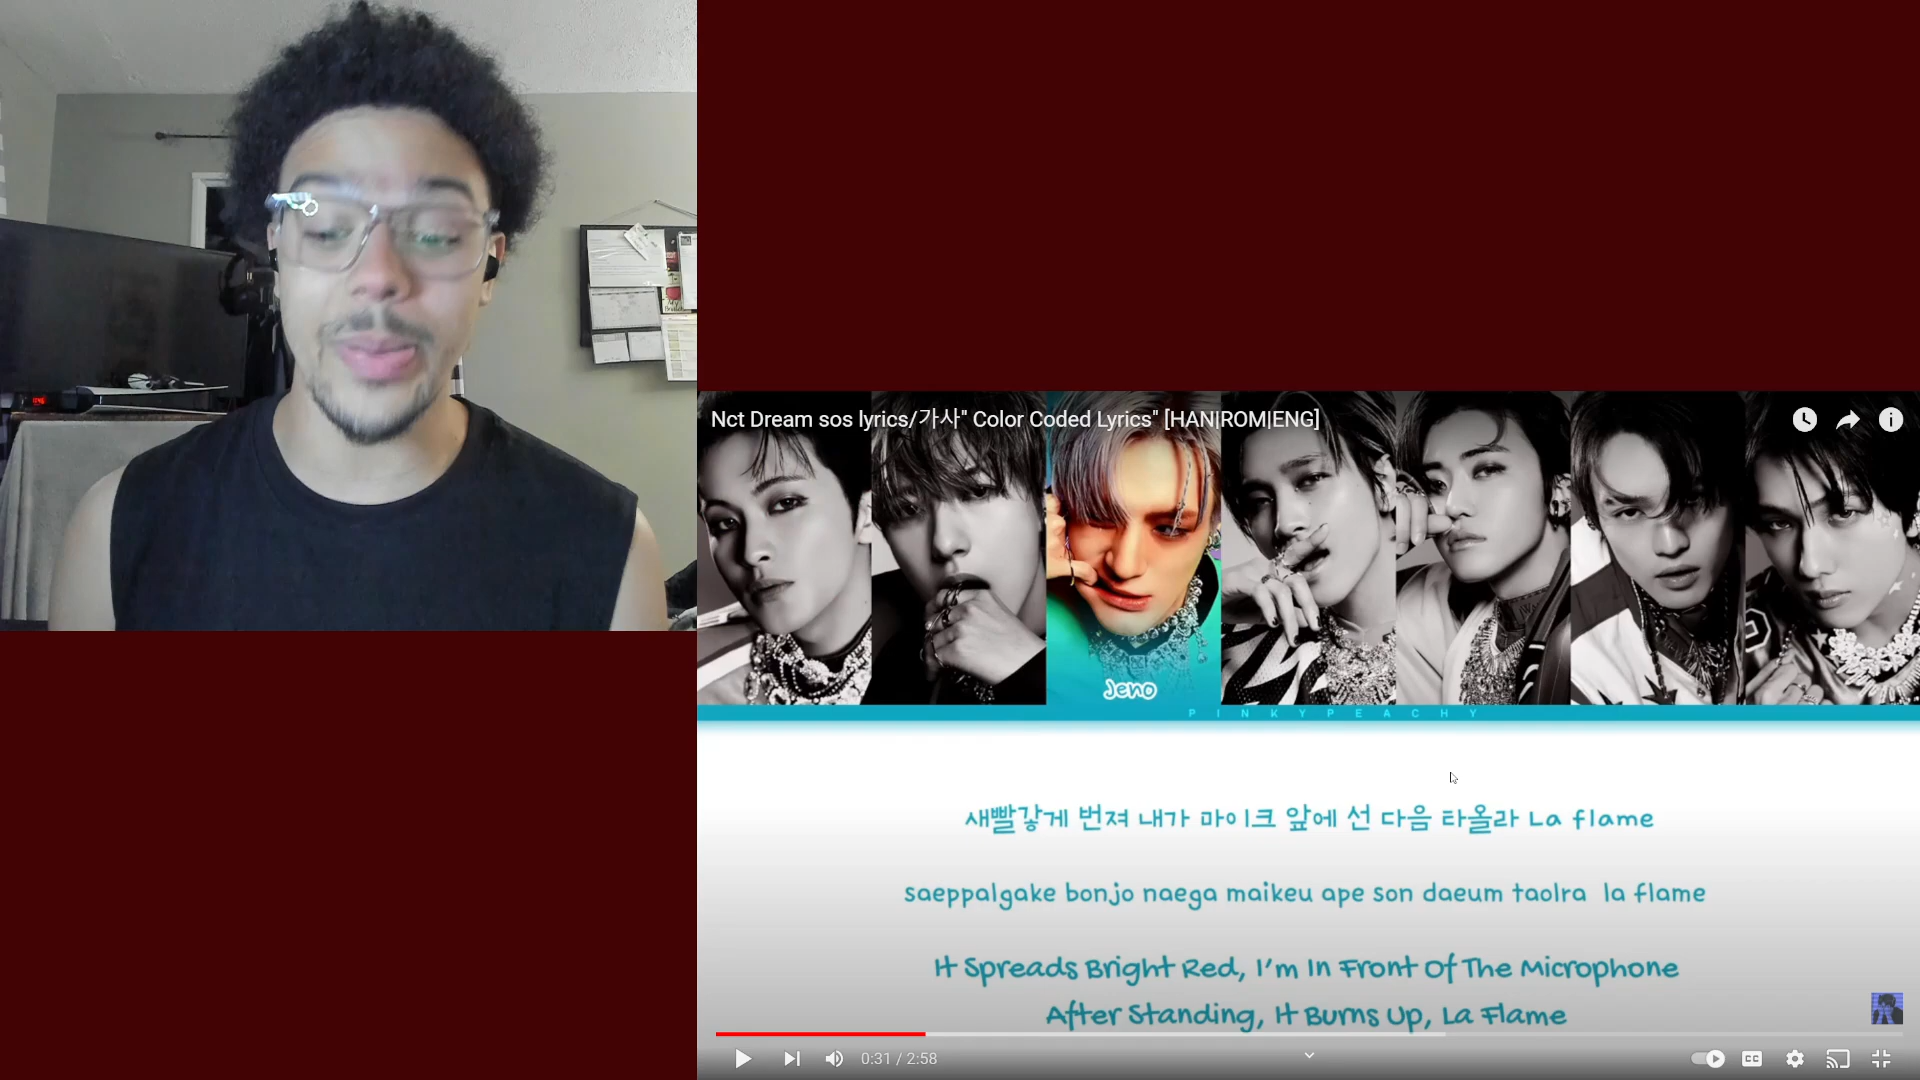 Nct Dream sos lyrics/가사" Color Coded Lyrics" [HAN|ROM|ENG]
Jeno
PINKYPEACHY
새빨갛게 번져 내가 마이크 앞에 선 다음 타올라 La flame
saeppalgake bonjo naega maikeu ape son daeum taolra la flame
It Spreads Bright Red, I'm In Front Of The Microphone
After Standing, It Burns Up, La Flame
0:31 / 2:58
CC